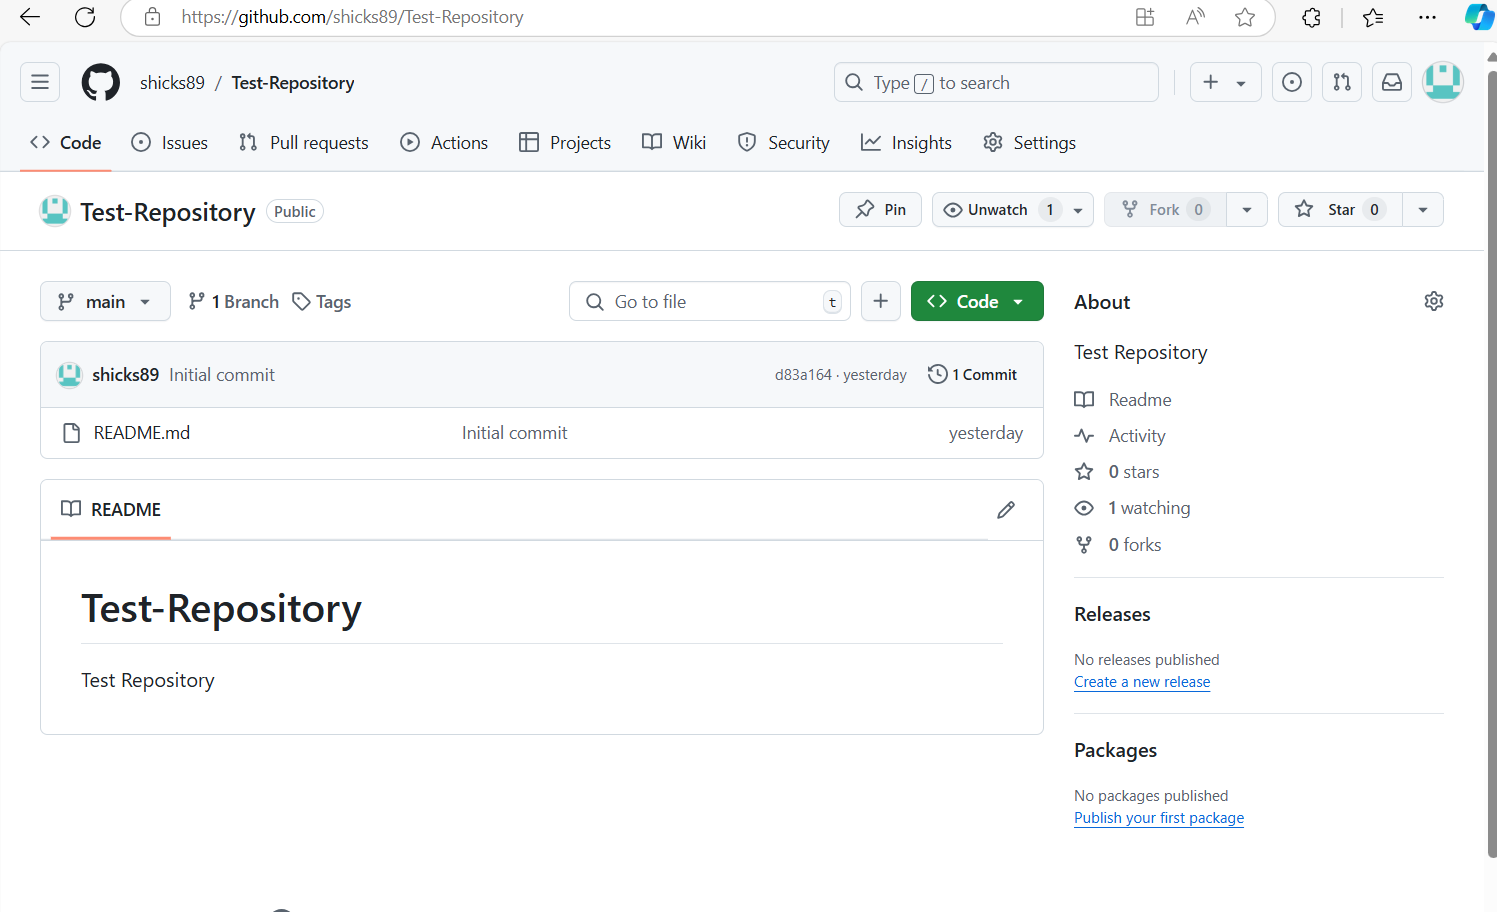 https://github.com/shicks89/Test-Repository
shicks89 / Test-Repository
Type / to search
Code Issues Pull requests Actions Projects Wiki Security Insights Settings
Test-Repository Public
Pin Unwatch 1 Fork 0 Star 0
main 1 Branch Tags Go to file t + Code
shicks89 Initial commit d83a164 · yesterday 1 Commit
README.md Initial commit yesterday
README
Test-Repository
Test Repository
About
Test Repository
Readme
Activity
0 stars
1 watching
0 forks
Releases
No releases published
Create a new release
Packages
No packages published
Publish your first package